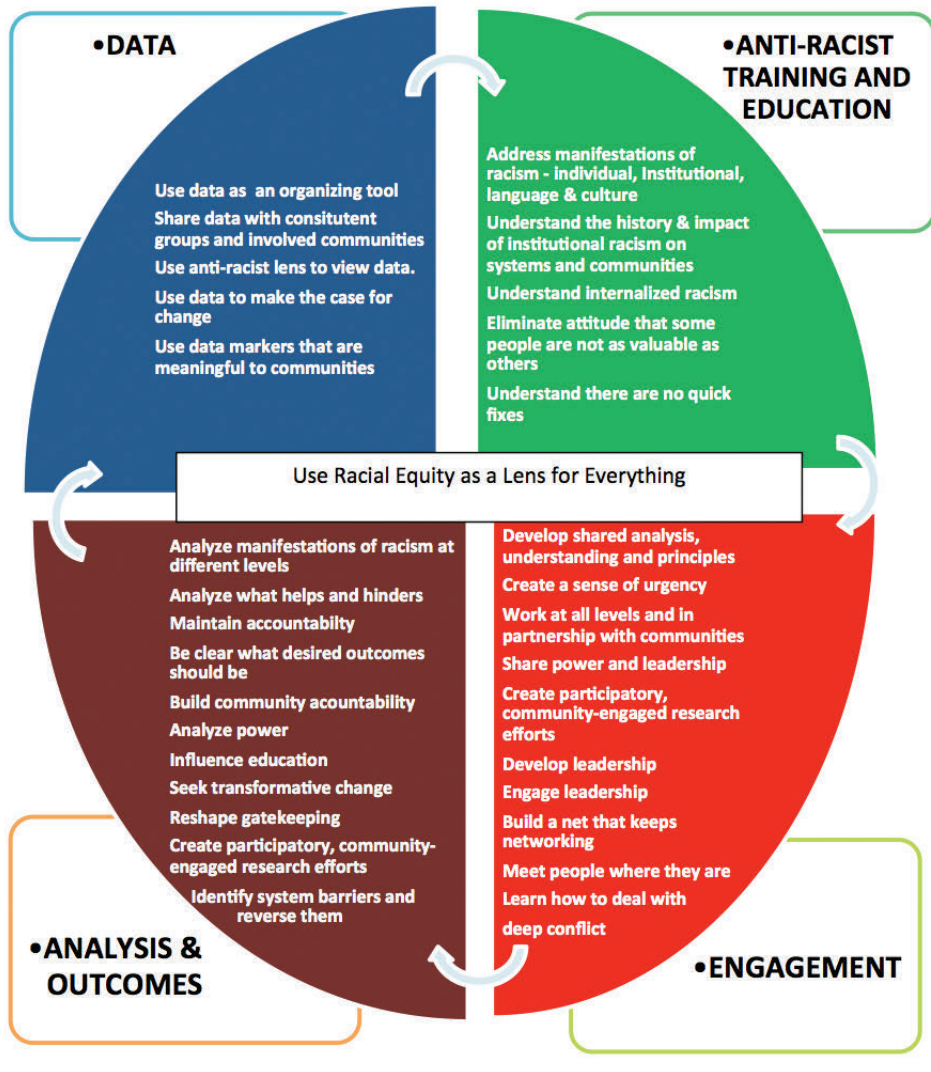 •DATA
Use data as an organizing tool
Share data with consitutent
groups and involved communities
Use anti-racist lens to view data.
Use data to make the case for
change
Use data markers that are
meaningful to communities
•ANTI-RACIST
TRAINING AND
EDUCATION
Address manifestations of
racism - individual, Institutional,
language & culture
Understand the history & impact
of institutional racism on
systems and communities
Understand internalized racism
Eliminate attitude that some
people are not as valuable as
others
Understand there are no quick
fixes
Use Racial Equity as a Lens for Everything
Analyze manifestations of racism at
different levels
Analyze what helps and hinders
Maintain accountabilty
Be clear what desired outcomes
should be
Build community acountability
Analyze power
Influence education
Seek transformative change
Reshape gatekeeping
Create participatory, community-
engaged research efforts
Identify system barriers and
reverse them
•ANALYSIS &
OUTCOMES
Develop shared analysis,
understanding and principles
Create a sense of urgency
Work at all levels and in
partnership with communities
Share power and leadership
Create participatory,
community-engaged research
efforts
Develop leadership
Engage leadership
Build a net that keeps
networking
Meet people where they are
Learn how to deal with
deep conflict
•ENGAGEMENT